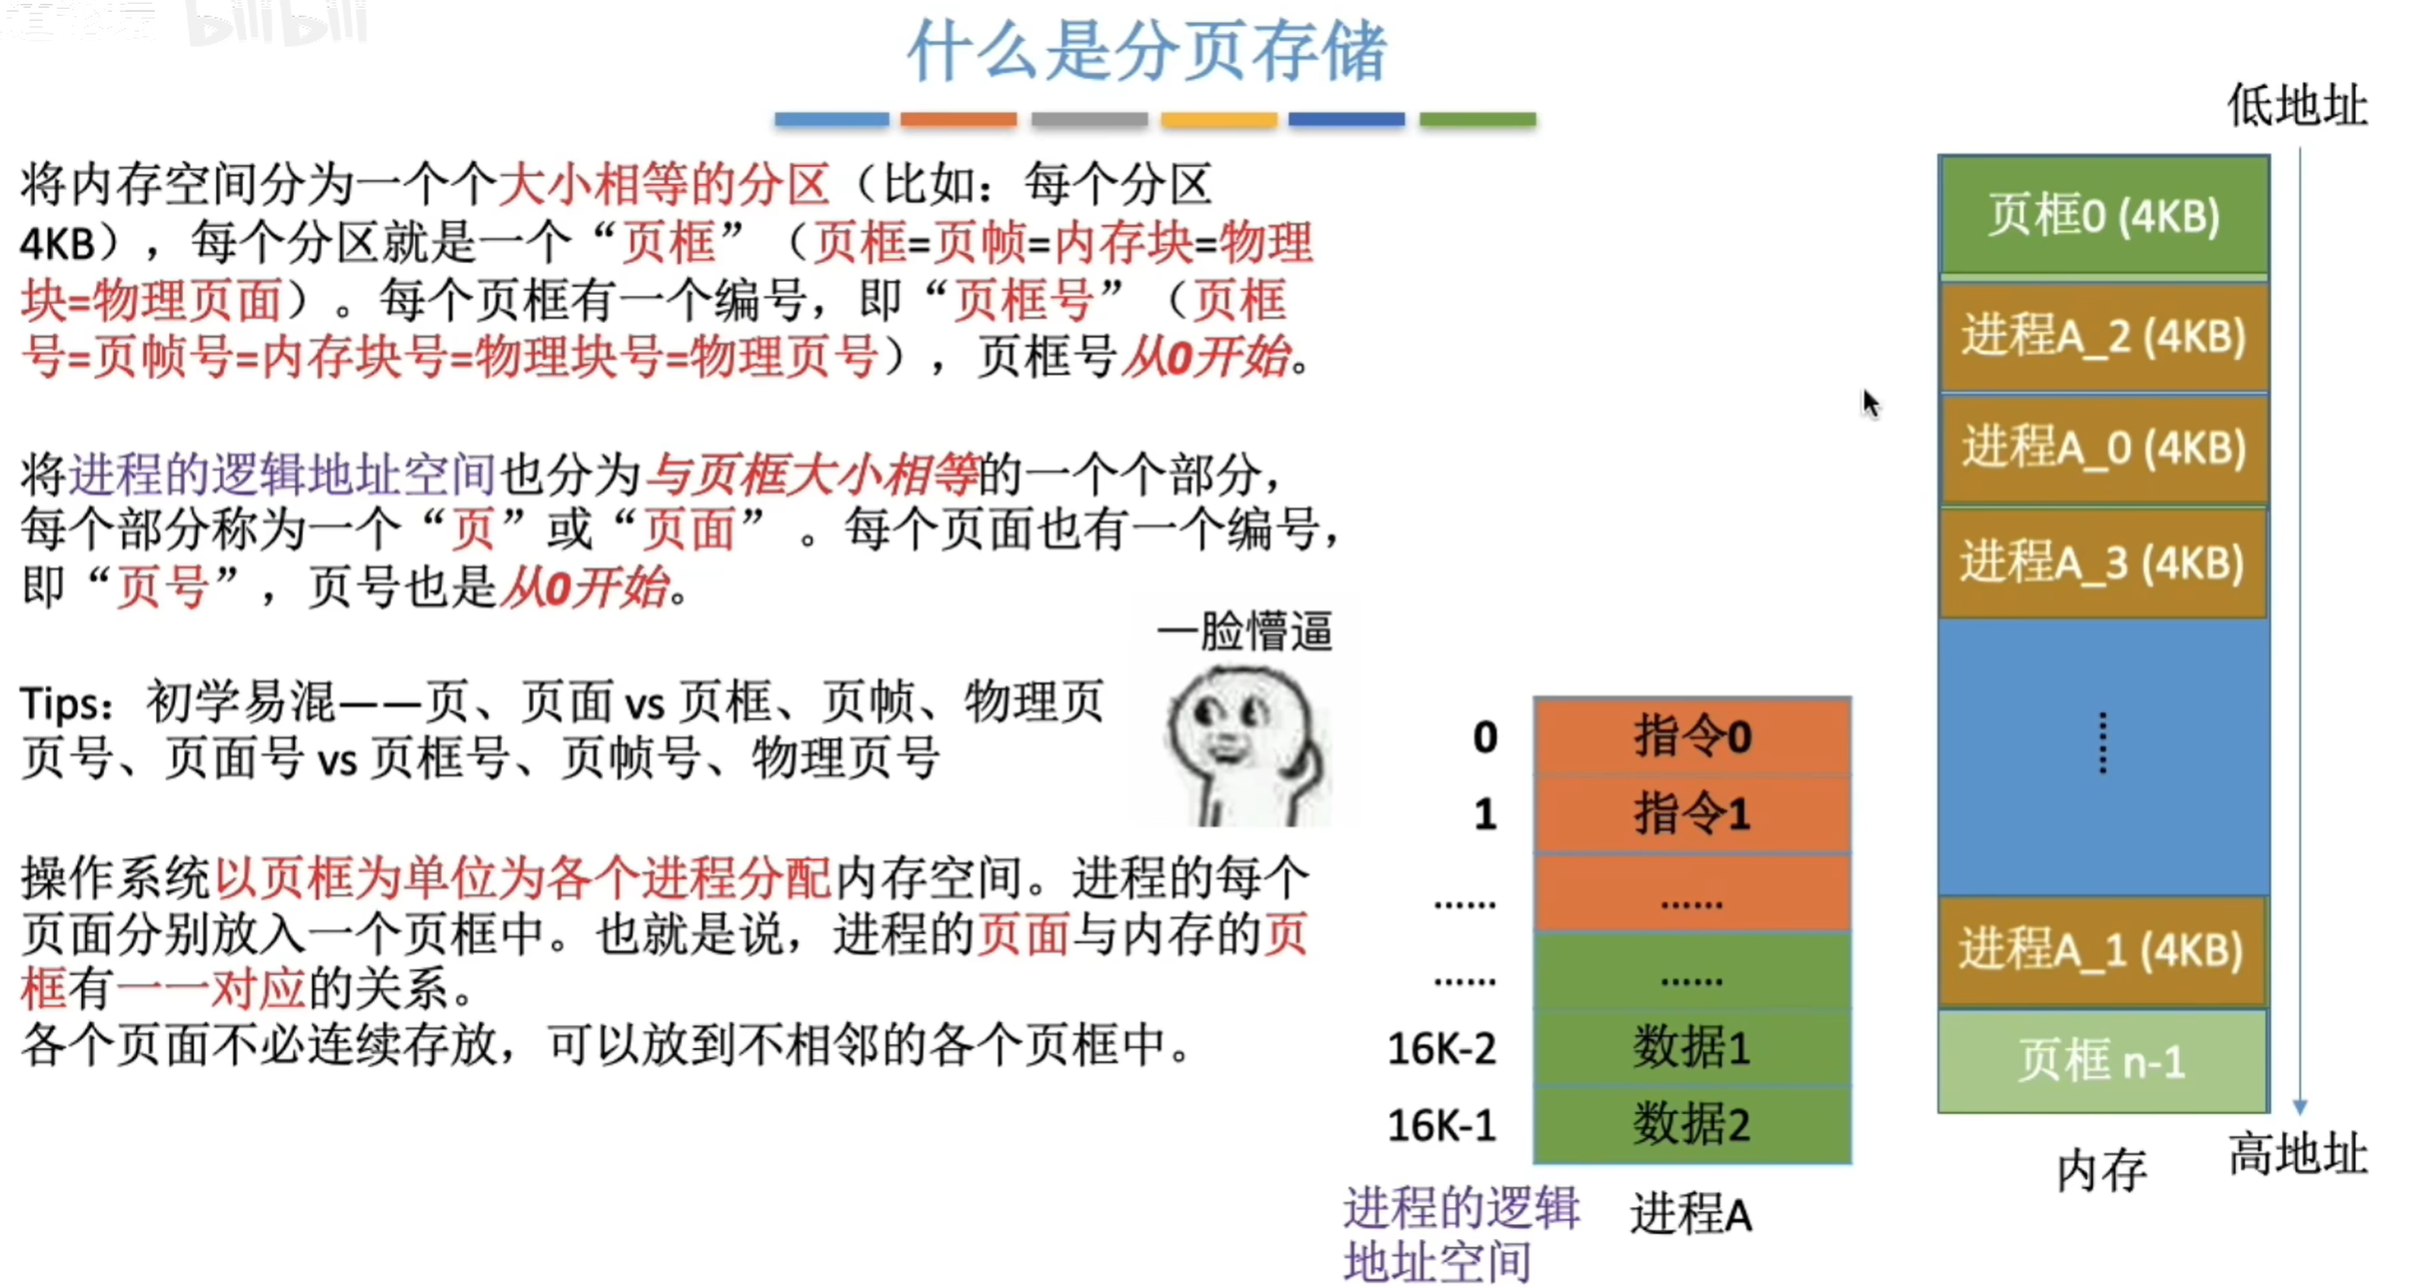 bilibili
什么是分页存储
将内存空间分为一个个大小相等的分区（比如：每个分区
4KB），每个分区就是一个“页框”（页框=页帧=内存块=物理
块=物理页面）。每个页框有一个编号，即“页框号”（页框
号=页帧号=内存块号=物理块号=物理页号），页框号从0开始。
将进程的逻辑地址空间也分为与页框大小相等的一个个部分，
每个部分称为一个“页”或“页面” 。每个页面也有一个编号，
即“页号”，页号也是从0开始。
Tips：初学易混——页、页面 vs 页框、页帧、物理页
页号、页面号 vs 页框号、页帧号、物理页号
一脸懵逼
操作系统以页框为单位为各个进程分配内存空间。进程的每个
页面分别放入一个页框中。也就是说，进程的页面与内存的页
框有一一对应的关系。
各个页面不必连续存放，可以放到不相邻的各个页框中。
0 指令0
1 指令1
...... ......
...... ......
16K-2 数据1
16K-1 数据2
进程的逻辑
地址空间
进程A
低地址
页框0 (4KB)
进程A_2 (4KB)
进程A_0 (4KB)
进程A_3 (4KB)
......
进程A_1 (4KB)
页框 n-1
内存
高地址